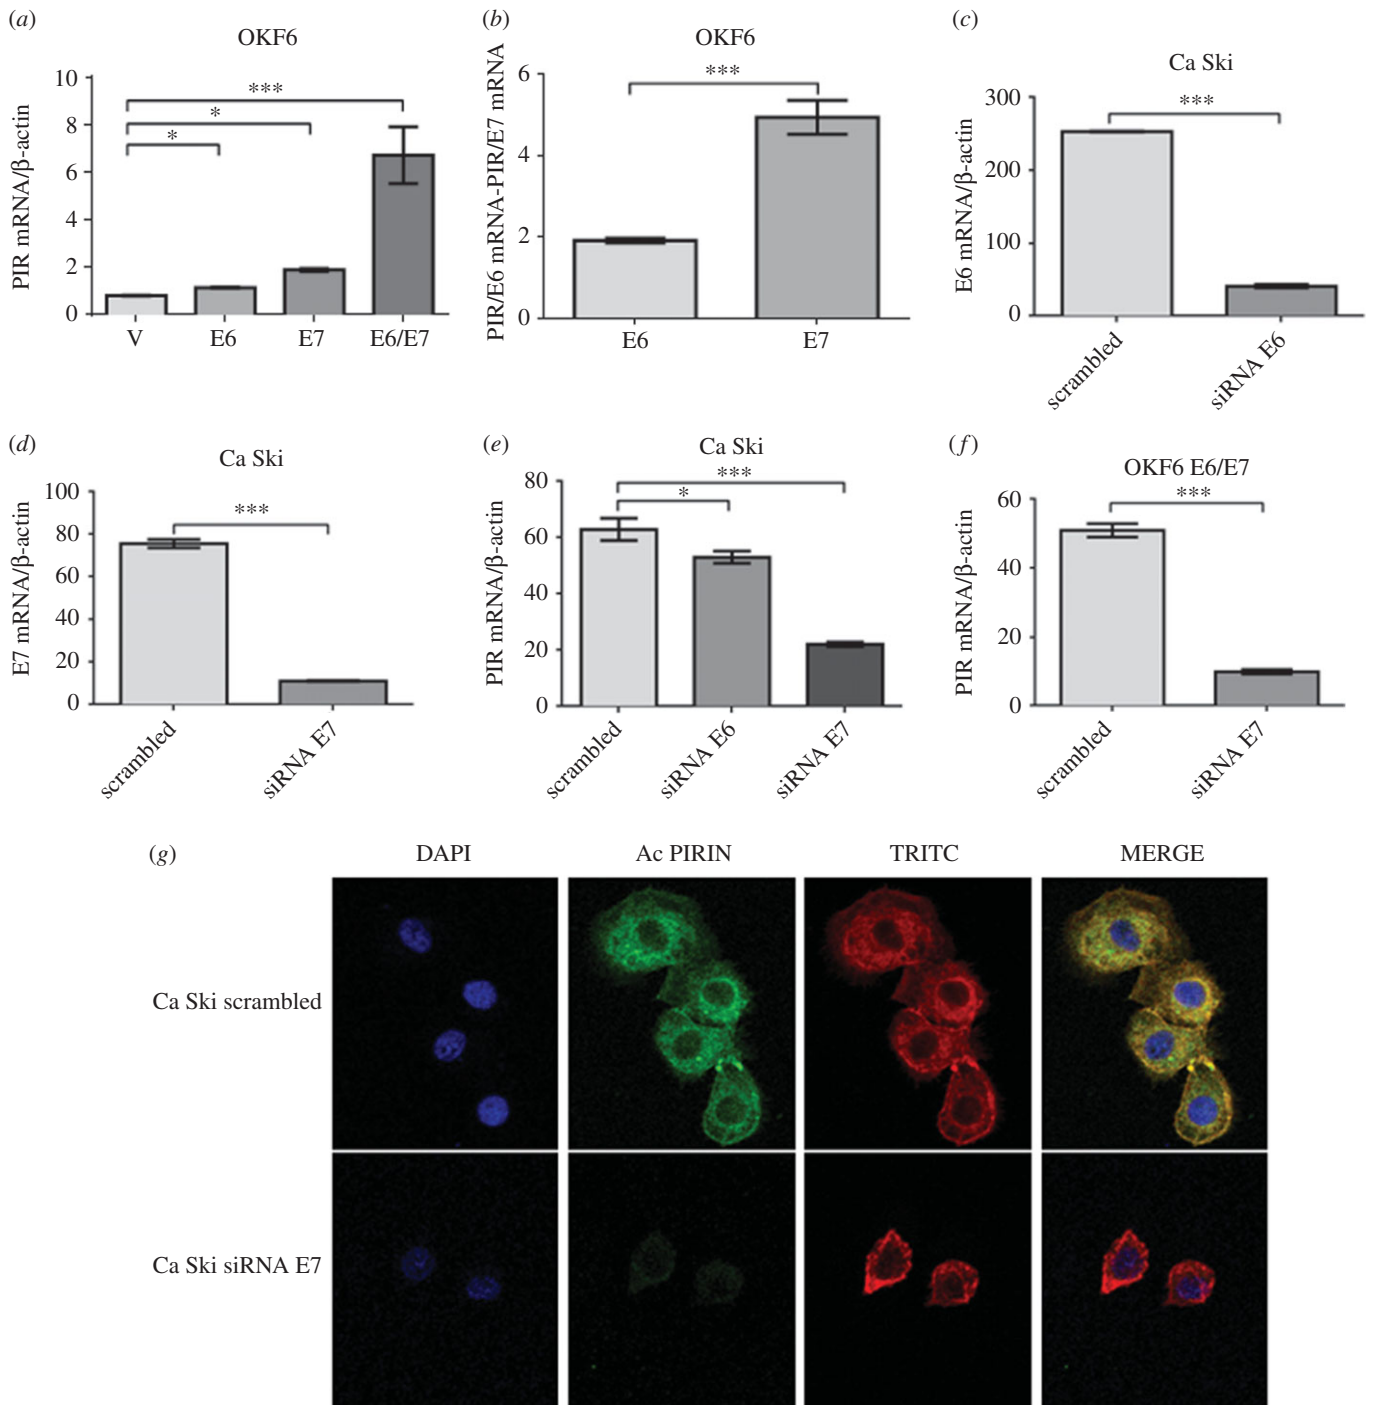 (a)
OKF6
PIR mRNA/β-actin
10
8
6
4
2
0
***
*
*
V E6 E7 E6/E7
(b)
OKF6
PIR/E6 mRNA-PIR/E7 mRNA
6
4
2
0
***
E6 E7
(c)
Ca Ski
E6 mRNA/β-actin
300
200
100
0
***
scrambled siRNA E6
(d)
Ca Ski
E7 mRNA/β-actin
100
80
60
40
20
0
***
scrambled siRNA E7
(e)
Ca Ski
PIR mRNA/β-actin
80
60
40
20
0
***
*
scrambled siRNA E6 siRNA E7
(f)
OKF6 E6/E7
PIR mRNA/β-actin
60
40
20
0
***
scrambled siRNA E7
(g)
DAPI Ac PIRIN TRITC MERGE
Ca Ski scrambled
Ca Ski siRNA E7